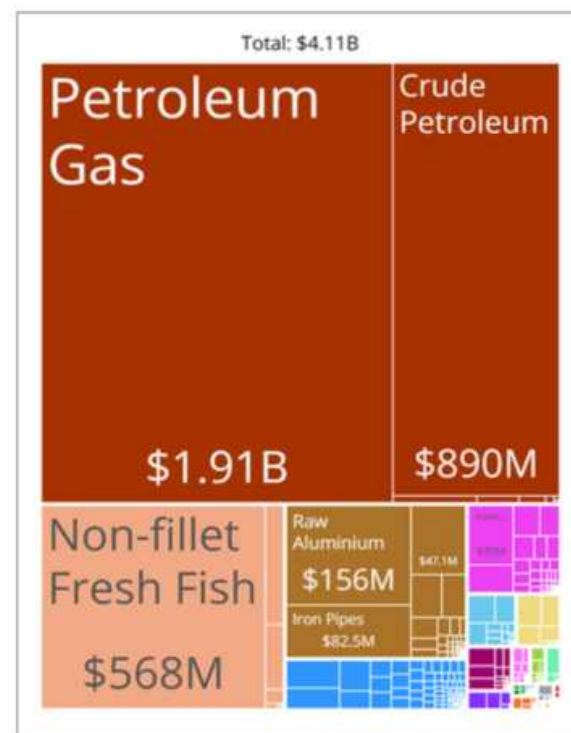 Total: $4.11B
Petroleum
Gas
$1.91B
Crude
Petroleum
$890M
Non-fillet
Fresh Fish
$568M
Raw
Aluminium
$156M
$47.1M
Iron Pipes
$82.5M